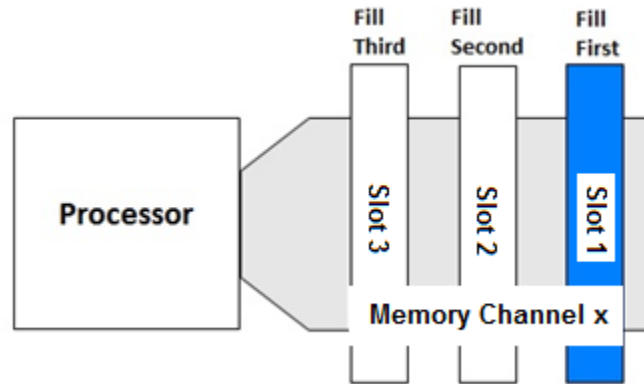 Fill
Third
Fill
Second
Fill
First
Processor
Slot 3
Slot 2
Slot 1
Memory Channel x